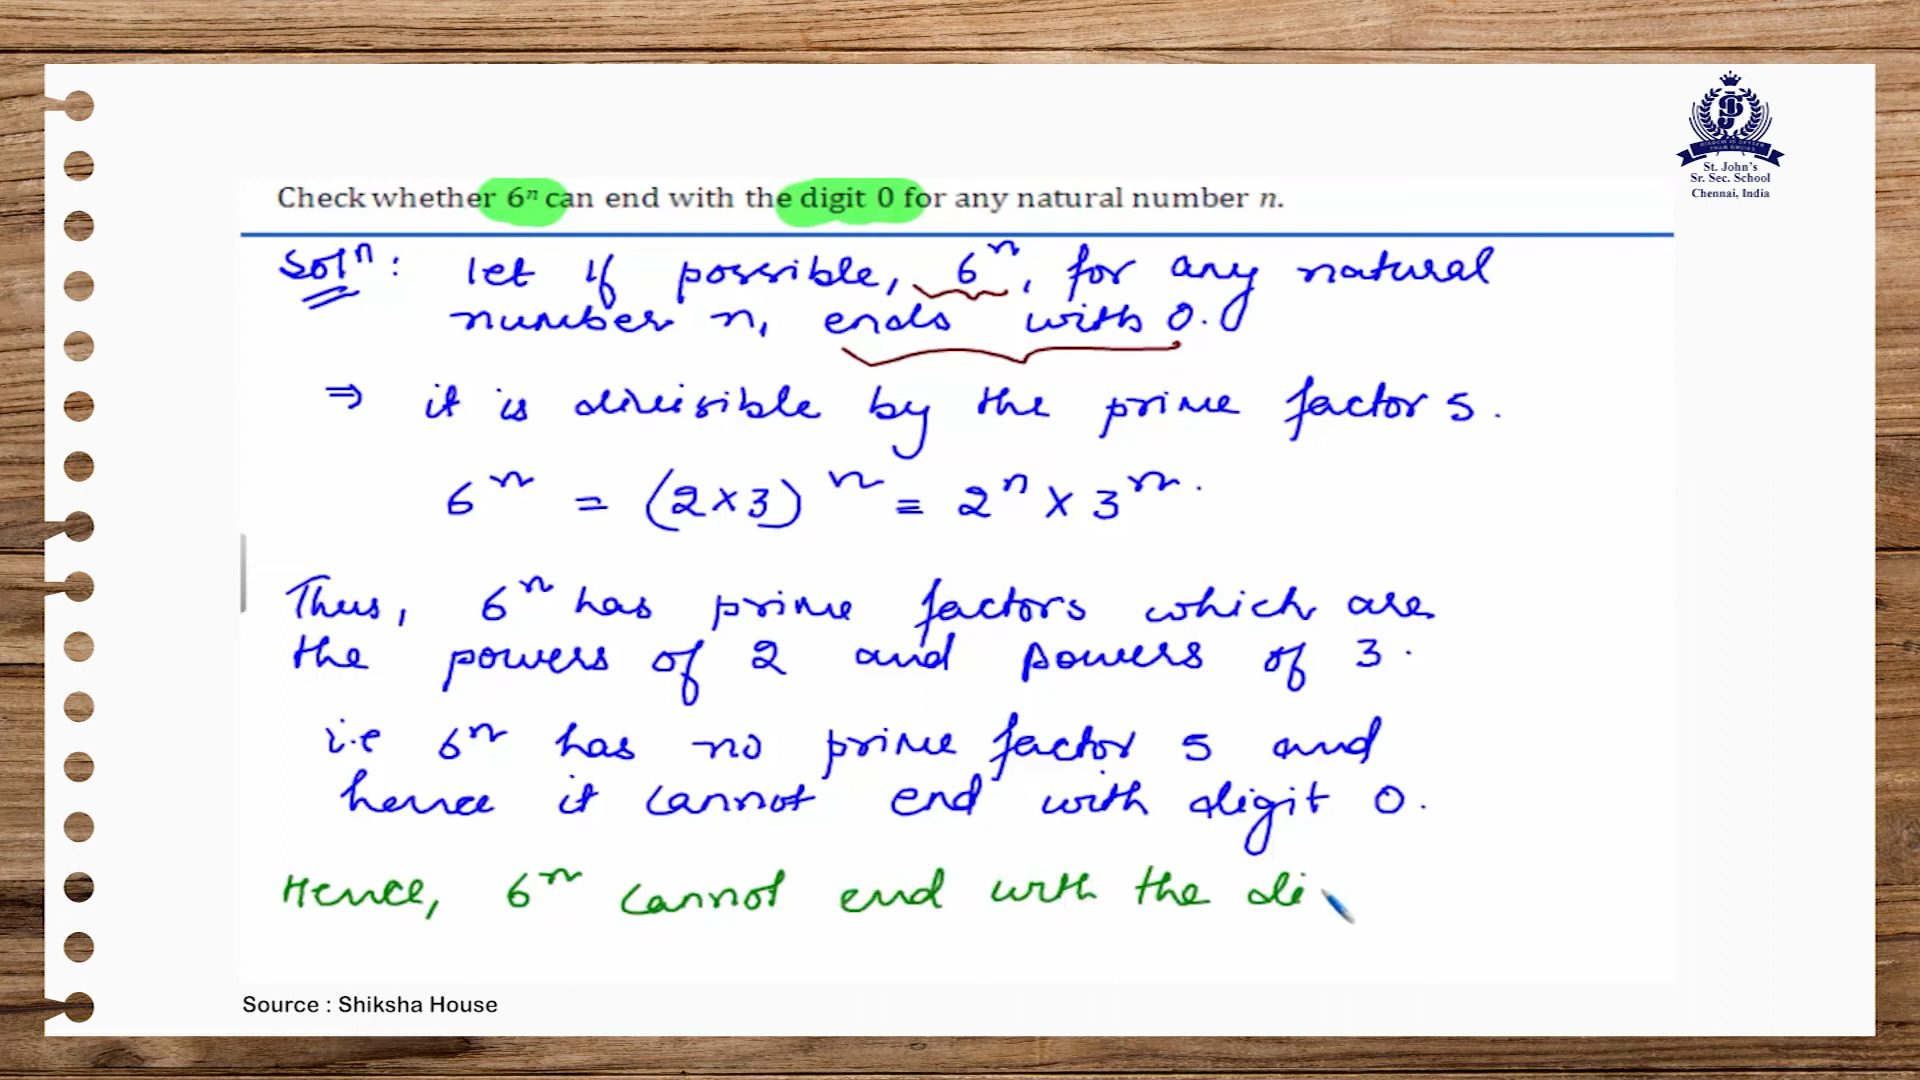 St. John's
Sr. Sec. School
Chennai, India
Check whether 6ⁿ can end with the digit 0 for any natural number n.
Solⁿ: let if possible, 6ⁿ, for any natural
number n, ends with 0.
⇒ it is divisible by the prime factor 5.
6ⁿ = (2×3)ⁿ = 2ⁿ × 3ⁿ.
Thus, 6ⁿ has prime factors which are
the powers of 2 and powers of 3.
i.e 6ⁿ has no prime factor 5 and
hence it cannot end with digit 0.
Hence, 6ⁿ cannot end with the di
Source : Shiksha House